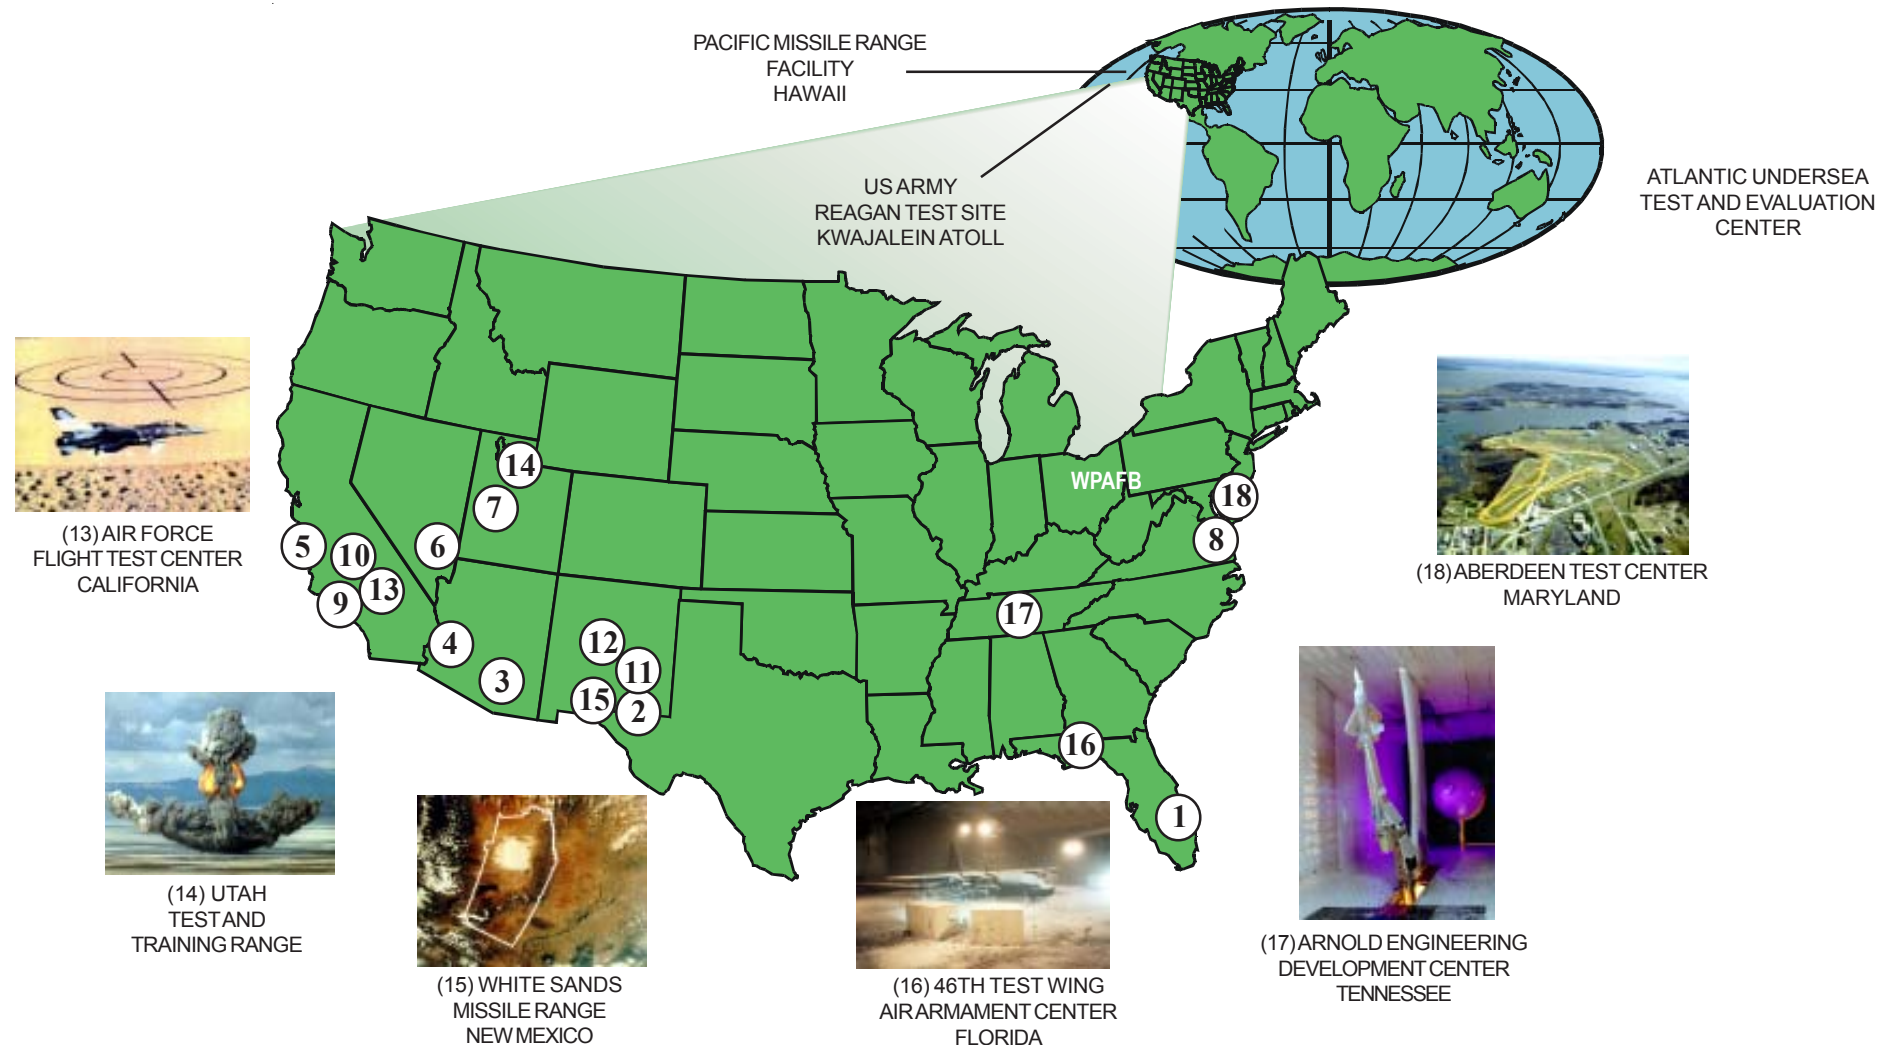 PACIFIC MISSILE RANGE
FACILITY
HAWAII
US ARMY
REAGAN TEST SITE
KWAJALEIN ATOLL
ATLANTIC UNDERSEA
TEST AND EVALUATION
CENTER
WPAFB
14
7
18
8
5
10
6
13
9
17
4
12
11
3
15
2
16
1
(13) AIR FORCE
FLIGHT TEST CENTER
CALIFORNIA
(18) ABERDEEN TEST CENTER
MARYLAND
(14) UTAH
TEST AND
TRAINING RANGE
(15) WHITE SANDS
MISSILE RANGE
NEW MEXICO
(16) 46TH TEST WING
AIR ARMAMENT CENTER
FLORIDA
(17) ARNOLD ENGINEERING
DEVELOPMENT CENTER
TENNESSEE